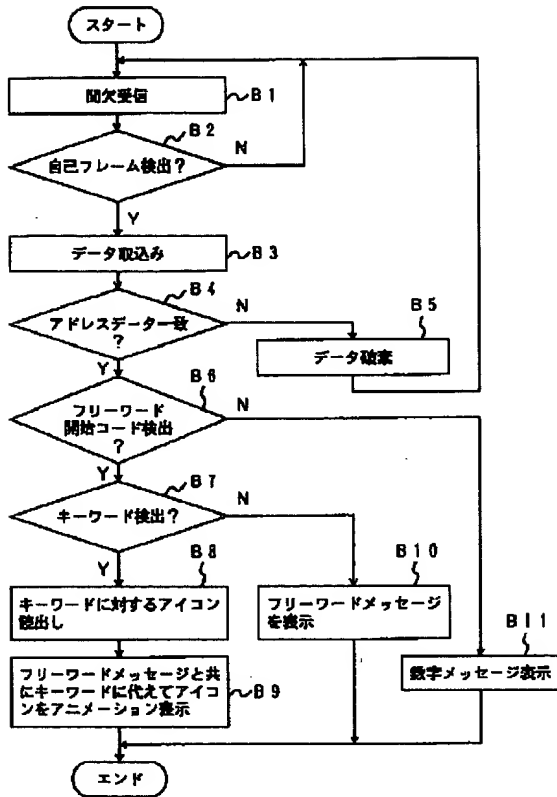 スタート
間欠受信
B1
B2
自己フレーム検出?
N
Y
データ取込み
B3
B4
アドレスデータ一致
?
N
B5
データ破棄
Y
B6
フリーワード
開始コード検出
?
N
Y
B7
キーワード検出?
N
Y
B8
キーワードに対するアイコン
読出し
B10
フリーワードメッセージ
を表示
B11
数字メッセージ表示
フリーワードメッセージと共
にキーワードに代えてアイコ
ンをアニメーション表示
B9
エンド